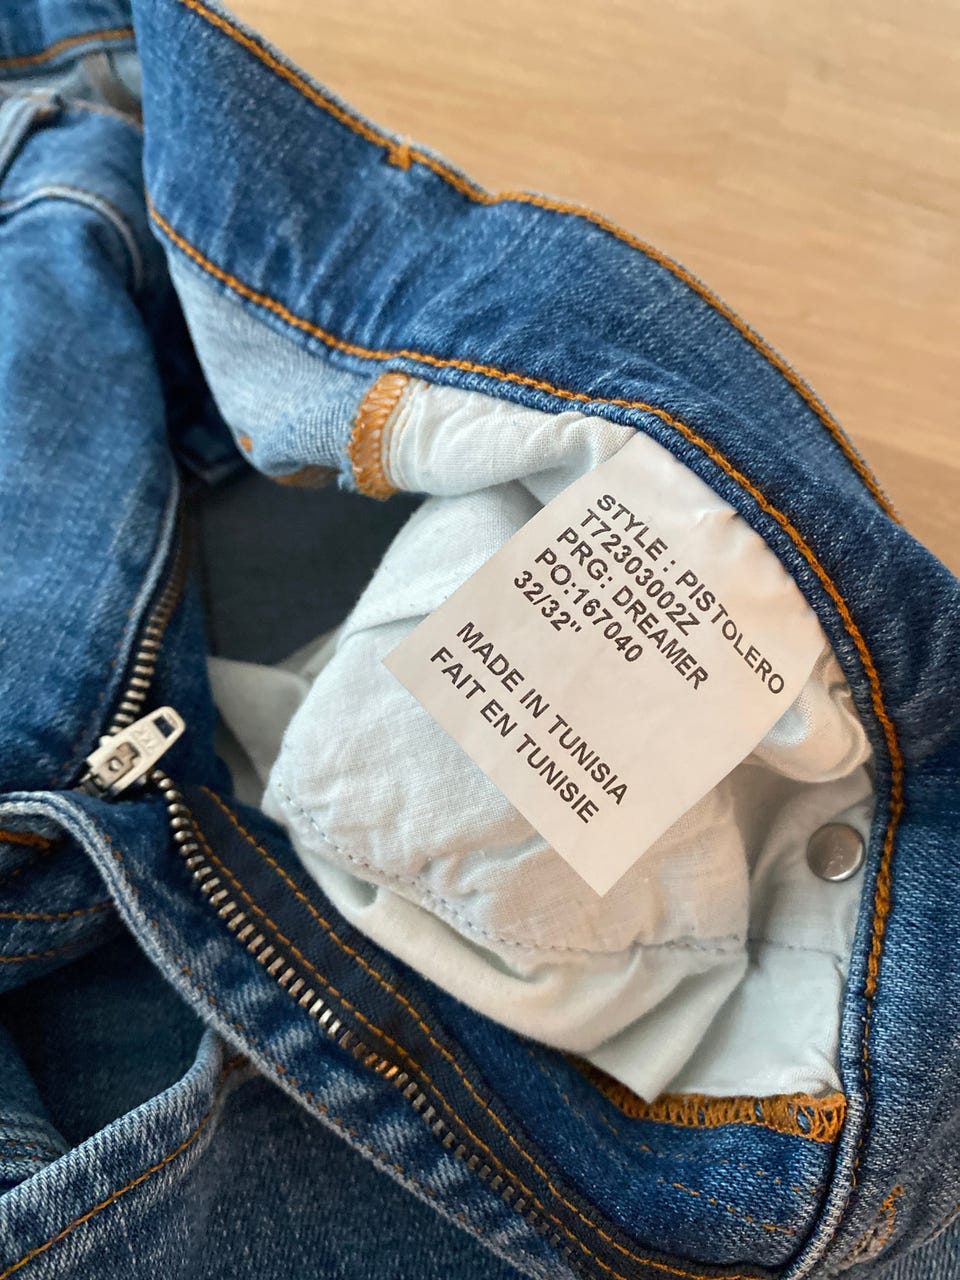 STYLE : PISTOLERO
T72303002Z
PRG: DREAMER
PO:167040
32/32"
MADE IN TUNISIA
FAIT EN TUNISIE